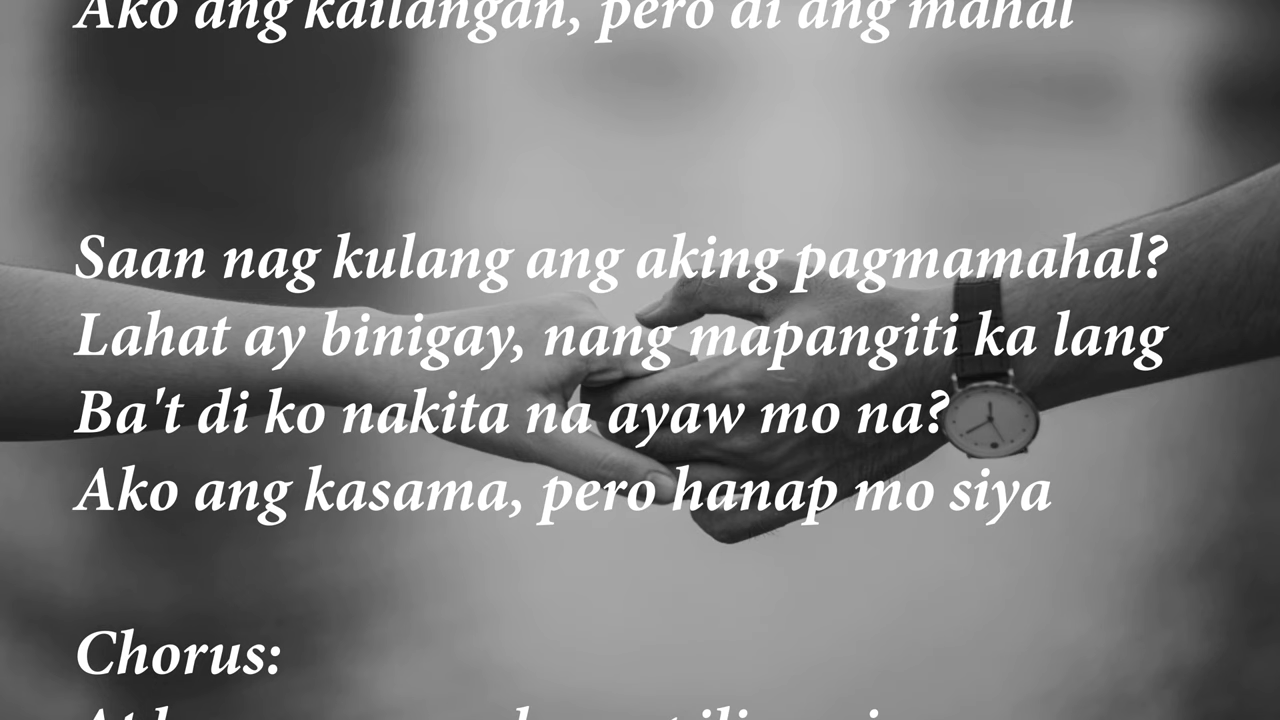 Ako ang kailangan, pero di ang mahal
Saan nag kulang ang aking pagmamahal?
Lahat ay binigay, nang mapangiti ka lang
Ba't di ko nakita na ayaw mo na?
Ako ang kasama, pero hanap mo siya
Chorus: